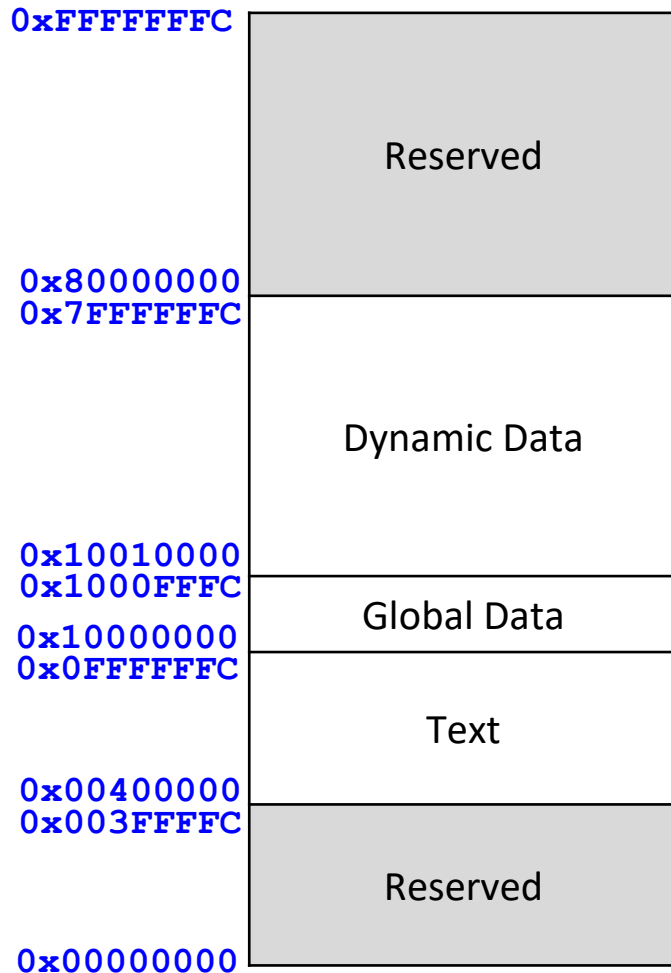 0xFFFFFFFC
Reserved
0x80000000
0x7FFFFFFC
Dynamic Data
0x10010000
0x1000FFFC
Global Data
0x10000000
0x0FFFFFFC
Text
0x00400000
0x003FFFFC
Reserved
0x00000000